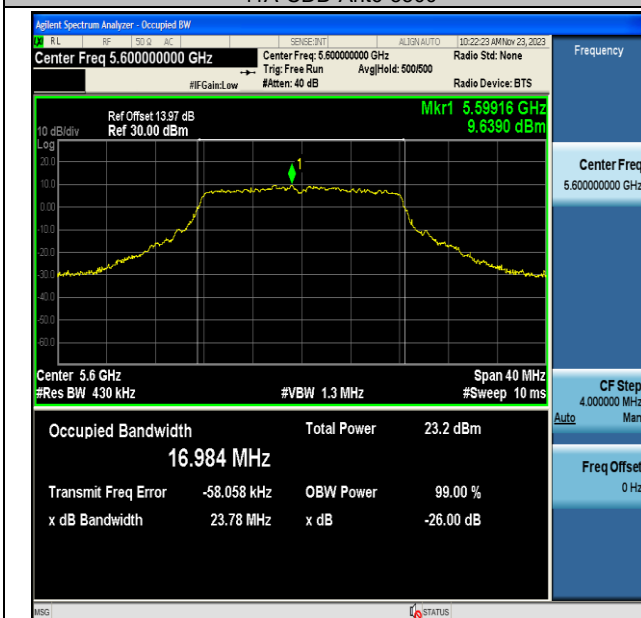 Agilent Spectrum Analyzer - Occupied BW
RL RF 50 Ω AC SENSE:INT ALIGN AUTO 10:22:23 AM Nov 23, 2023
Center Freq 5.600000000 GHz
Center Freq: 5.600000000 GHz
Radio Std: None
Trig: Free Run Avg|Hold: 500/500
#IFGain:Low #Atten: 40 dB Radio Device: BTS
Frequency
Ref Offset 13.97 dB
10 dB/div Ref 30.00 dBm
Mkr1 5.59916 GHz
9.6390 dBm
Log
20.0
10.0
0.00
-10.0
-20.0
-30.0
-40.0
-50.0
-60.0
1
Center Freq
5.600000000 GHz
Center 5.6 GHz Span 40 MHz
#Res BW 430 kHz #VBW 1.3 MHz #Sweep 10 ms
CF Step
4.000000 MHz
Auto Man
Occupied Bandwidth Total Power 23.2 dBm
16.984 MHz
Transmit Freq Error -58.058 kHz OBW Power 99.00 %
x dB Bandwidth 23.78 MHz x dB -26.00 dB
Freq Offset
0 Hz
MSG STATUS